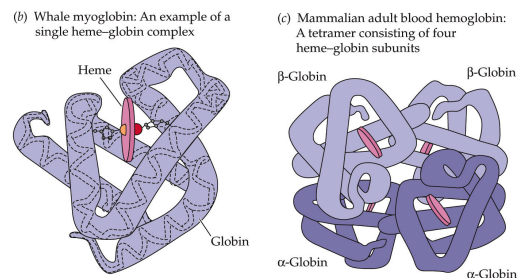 (b) Whale myoglobin: An example of a
single heme–globin complex
Heme
Globin
(c) Mammalian adult blood hemoglobin:
A tetramer consisting of four
heme–globin subunits
β-Globin
β-Globin
α-Globin
α-Globin